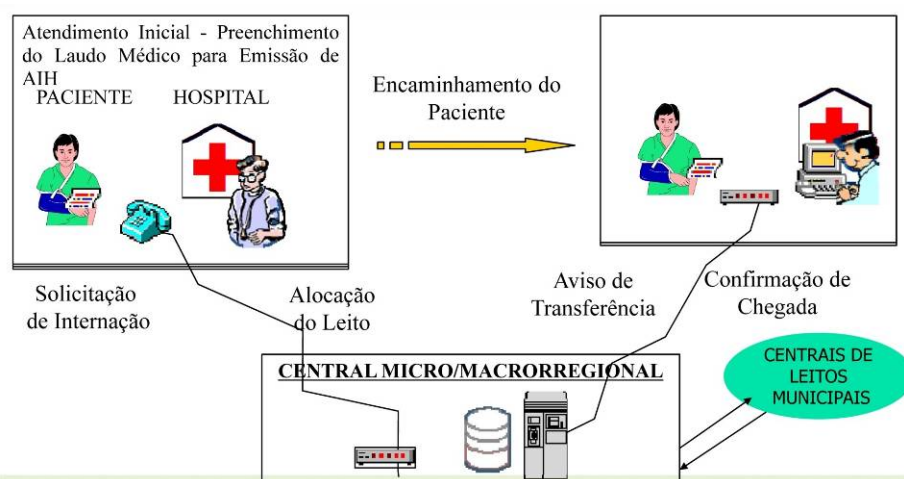 Atendimento Inicial - Preenchimento
do Laudo Médico para Emissão de
AIH
PACIENTE HOSPITAL
Encaminhamento do
Paciente
Solicitação
de Internação
Alocação
do Leito
Aviso de
Transferência
Confirmação de
Chegada
CENTRAL MICRO/MACRORREGIONAL
CENTRAIS DE
LEITOS
MUNICIPAIS